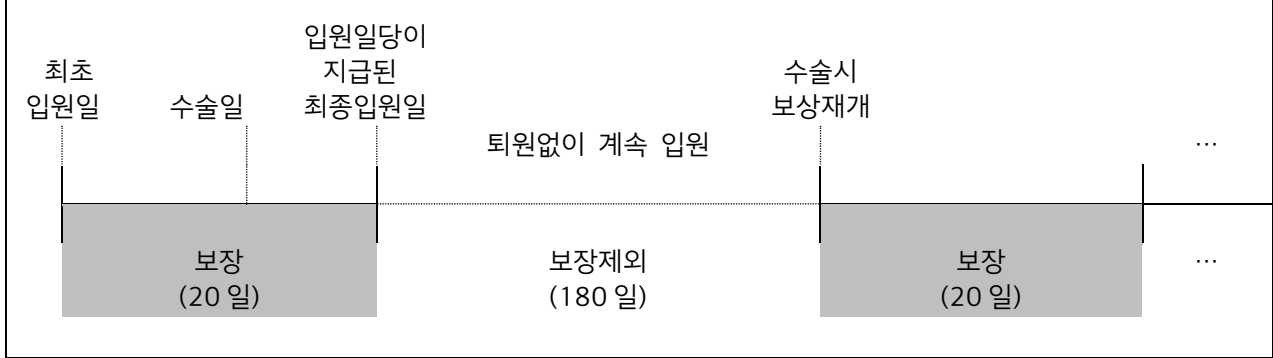 입원일당이
최초
지급된
수술시
입원일
수술일
최종입원일
보상재개
퇴원없이 계속 입원
…
보장
보장제외
보장
…
(20 일)
(180 일)
(20 일)